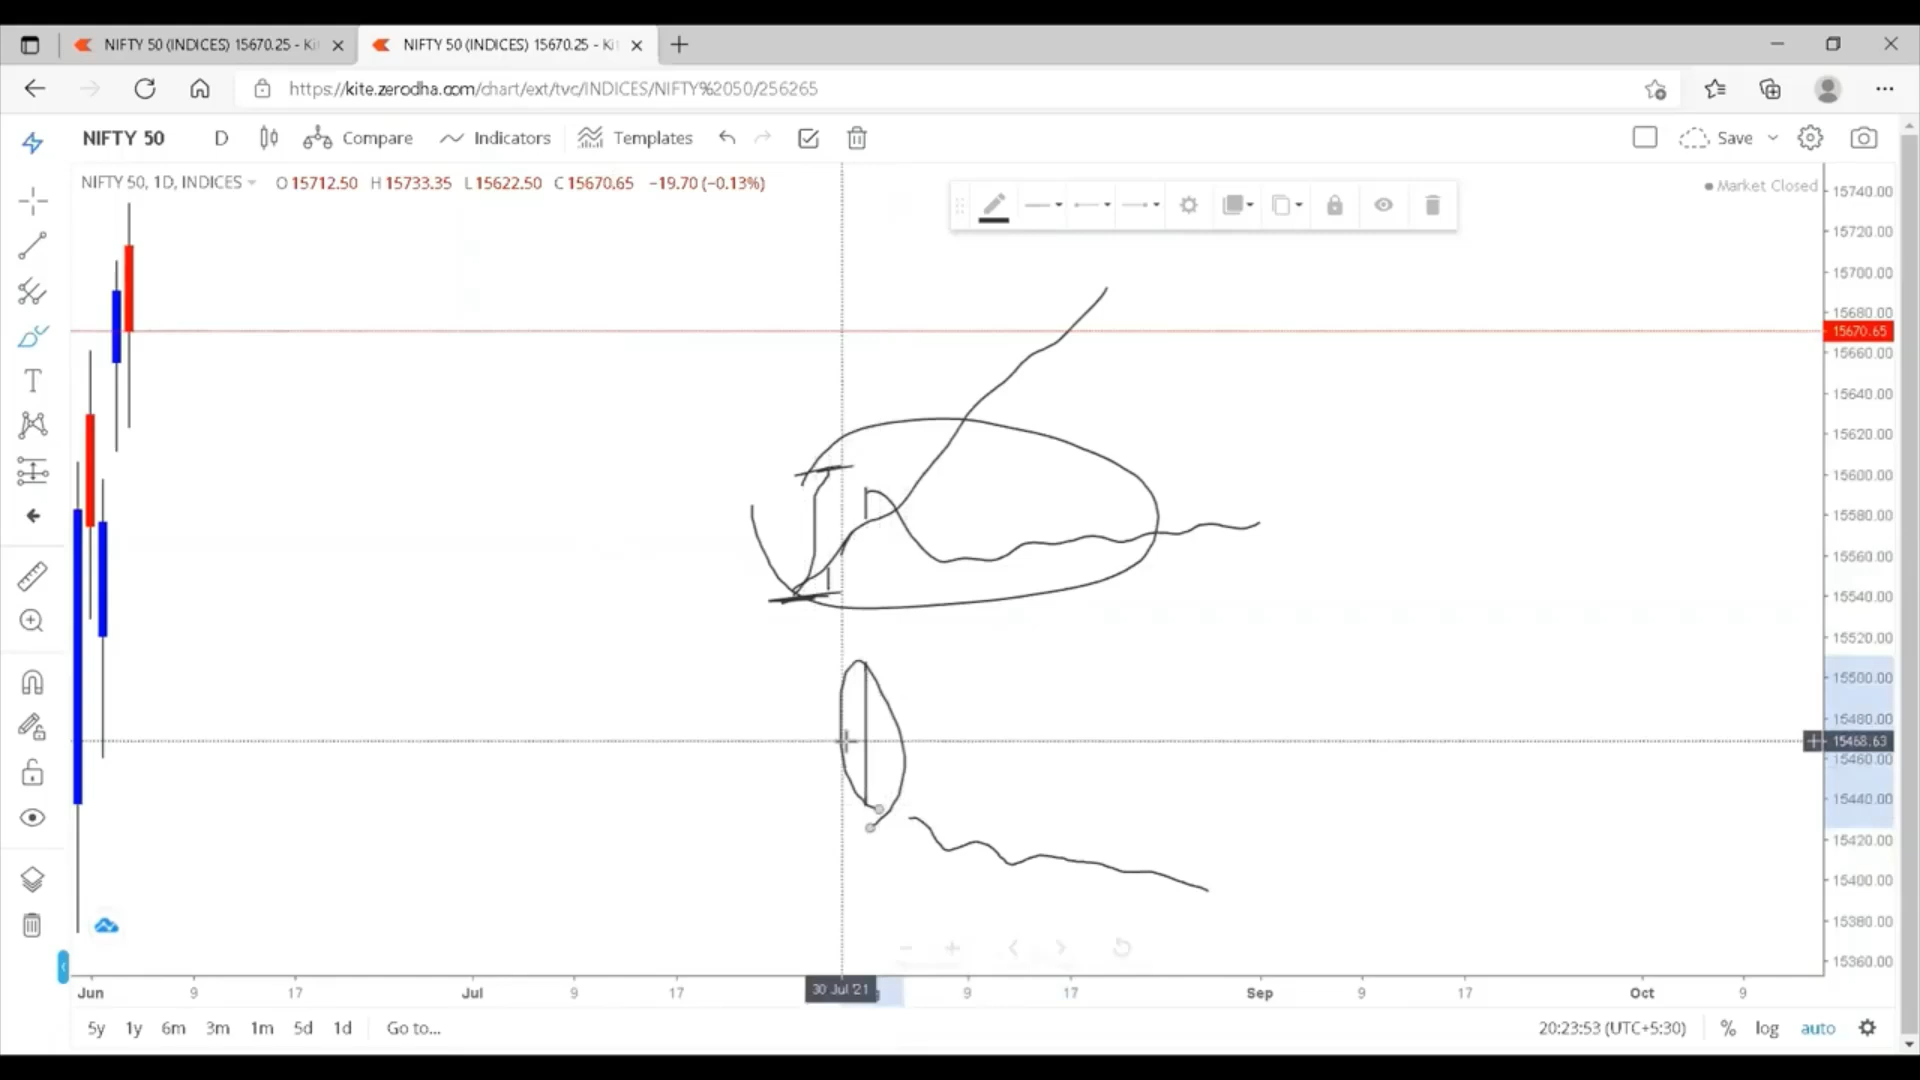 NIFTY 50 (INDICES) 15670.25 - Ki
NIFTY 50 (INDICES) 15670.25 - Ki
https://kite.zerodha.com/chart/ext/tvc/INDICES/NIFTY%2050/256265
NIFTY 50 D Compare Indicators Templates Save
NIFTY 50, 1D, INDICES O15712.50 H15733.35 L15622.50 C15670.65 −19.70 (−0.13%)
Market Closed
15740.00
15720.00
15700.00
15680.00
15670.65
15660.00
15640.00
15620.00
15600.00
15580.00
15560.00
15540.00
15520.00
15500.00
15480.00
15468.63
15460.00
15440.00
15420.00
15400.00
15380.00
15360.00
Jun 9 17 Jul 9 17 30 Jul '21 9 17 Sep 9 17 Oct 9
5y 1y 6m 3m 1m 5d 1d Go to... 20:23:53 (UTC+5:30) % log auto